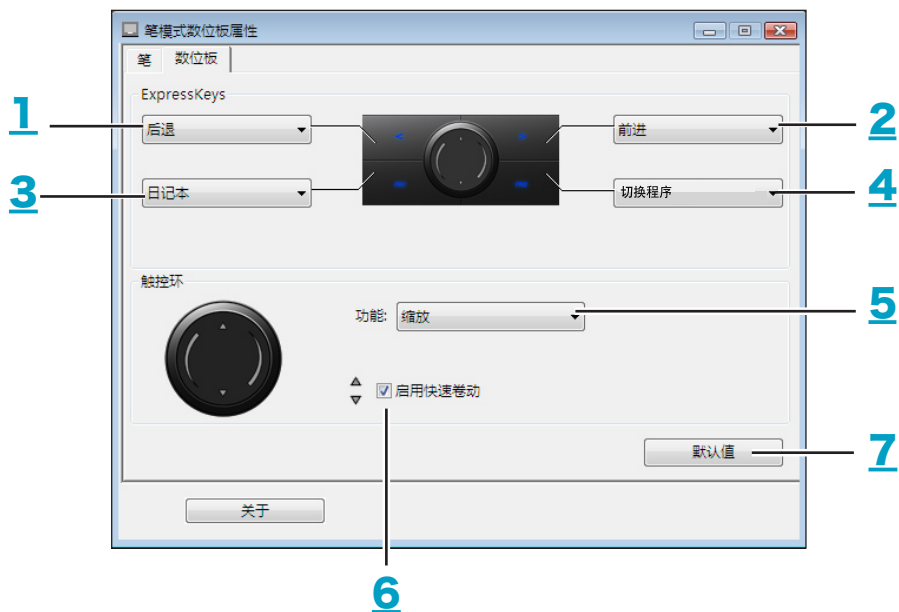 笔模式数位板属性
笔 数位板
ExpressKeys
1 后退 前进 2
3 日记本 切换程序 4
触控环
功能: 缩放 5
启用快速卷动
默认值 7
关于
6